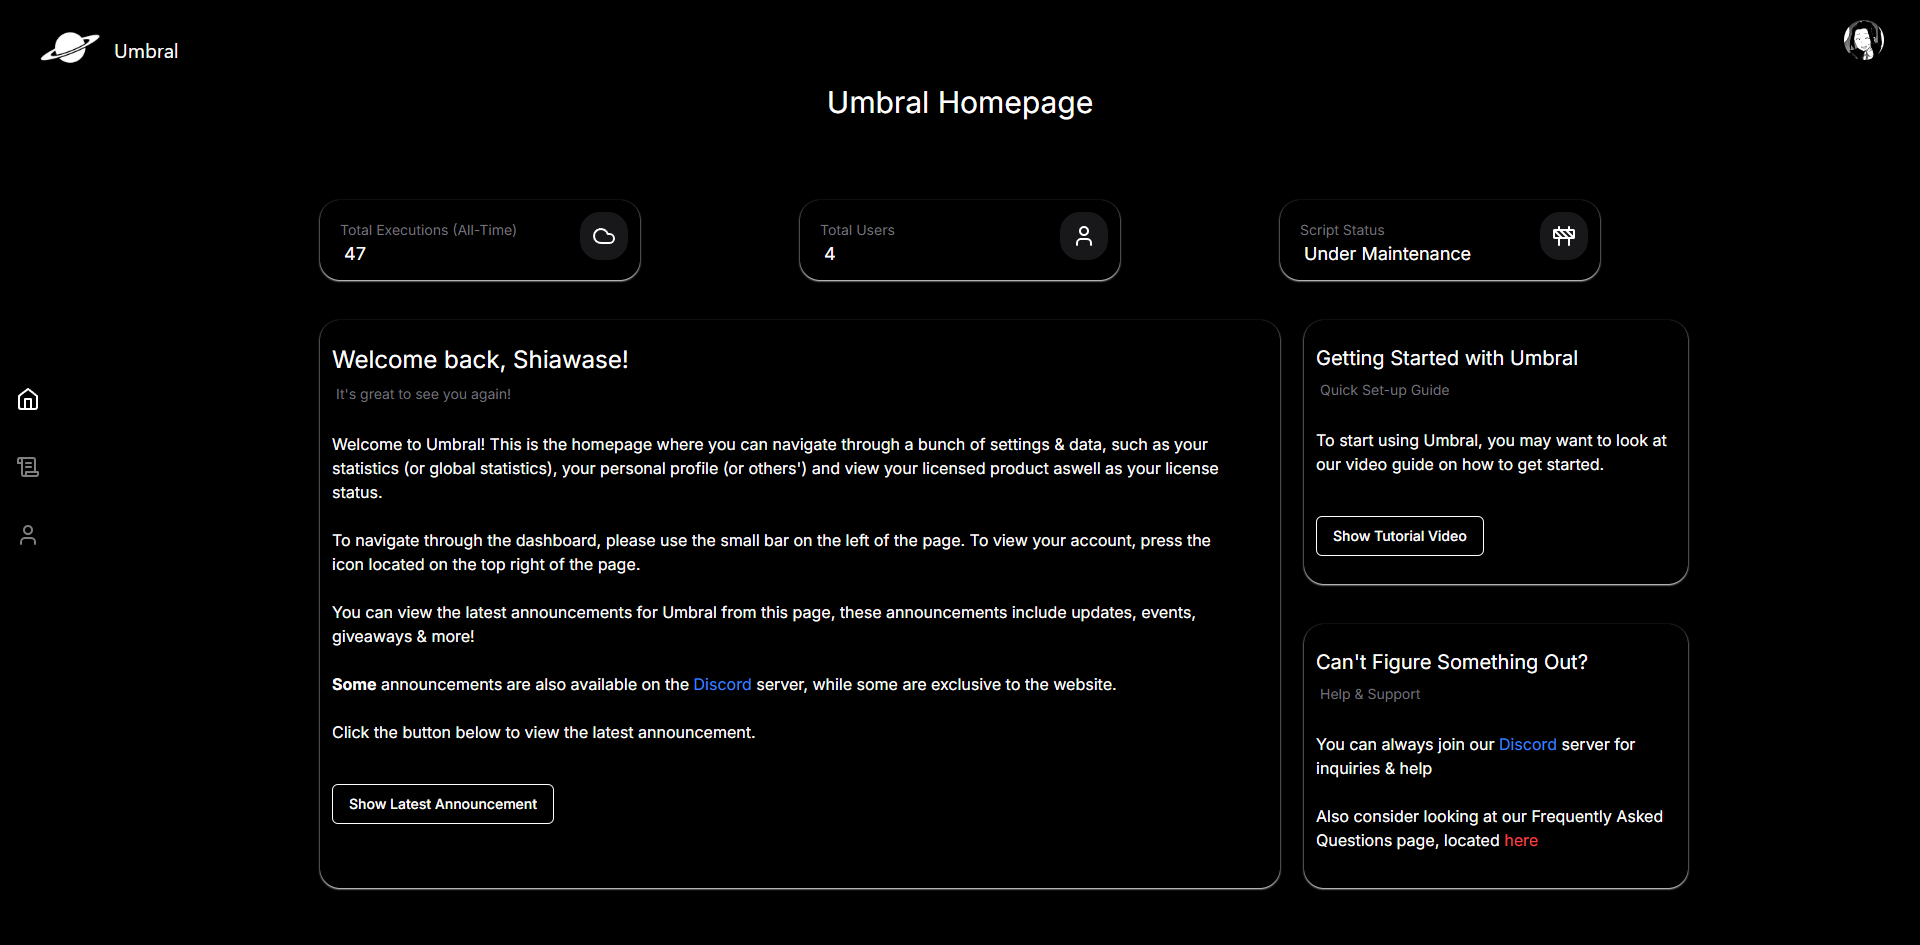 Umbral
Umbral Homepage
Total Executions (All-Time)
47
Total Users
4
Script Status
Under Maintenance
Welcome back, Shiawase!
It's great to see you again!
Welcome to Umbral! This is the homepage where you can navigate through a bunch of settings & data, such as your
statistics (or global statistics), your personal profile (or others') and view your licensed product aswell as your license
status.
To navigate through the dashboard, please use the small bar on the left of the page. To view your account, press the
icon located on the top right of the page.
You can view the latest announcements for Umbral from this page, these announcements include updates, events,
giveaways & more!
Some announcements are also available on the Discord server, while some are exclusive to the website.
Click the button below to view the latest announcement.
Show Latest Announcement
Getting Started with Umbral
Quick Set-up Guide
To start using Umbral, you may want to look at
our video guide on how to get started.
Show Tutorial Video
Can't Figure Something Out?
Help & Support
You can always join our Discord server for
inquiries & help
Also consider looking at our Frequently Asked
Questions page, located here